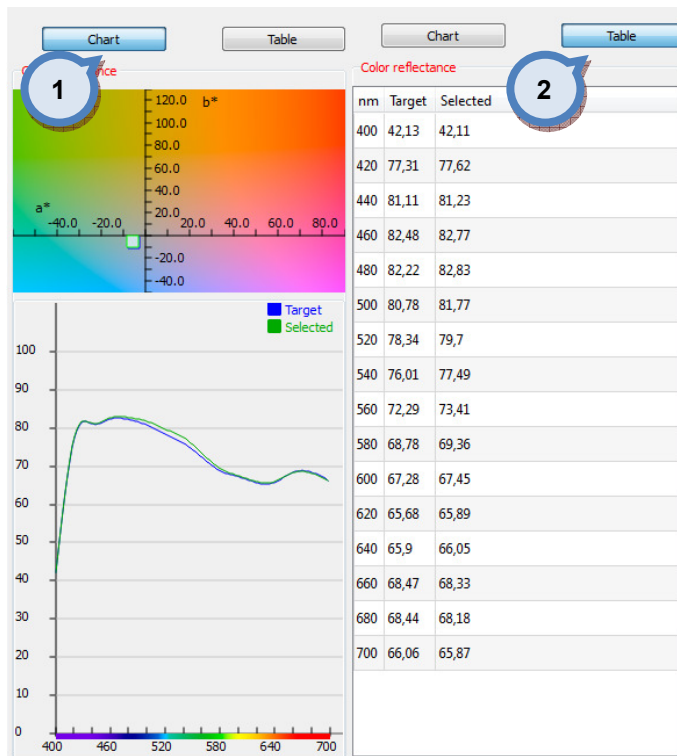 Chart Table
1
120.0 b*
100.0
80.0
60.0
40.0
a* 20.0
-40.0 -20.0 20.0 40.0 60.0 80.0
-20.0
-40.0
Target
Selected
100
90
80
70
60
50
40
30
20
10
0
400 460 520 580 640 700
Chart Table
2
Color reflectance
nm Target Selected
400 42,13 42,11
420 77,31 77,62
440 81,11 81,23
460 82,48 82,77
480 82,22 82,83
500 80,78 81,77
520 78,34 79,7
540 76,01 77,49
560 72,29 73,41
580 68,78 69,36
600 67,28 67,45
620 65,68 65,89
640 65,9 66,05
660 68,47 68,33
680 68,44 68,18
700 66,06 65,87